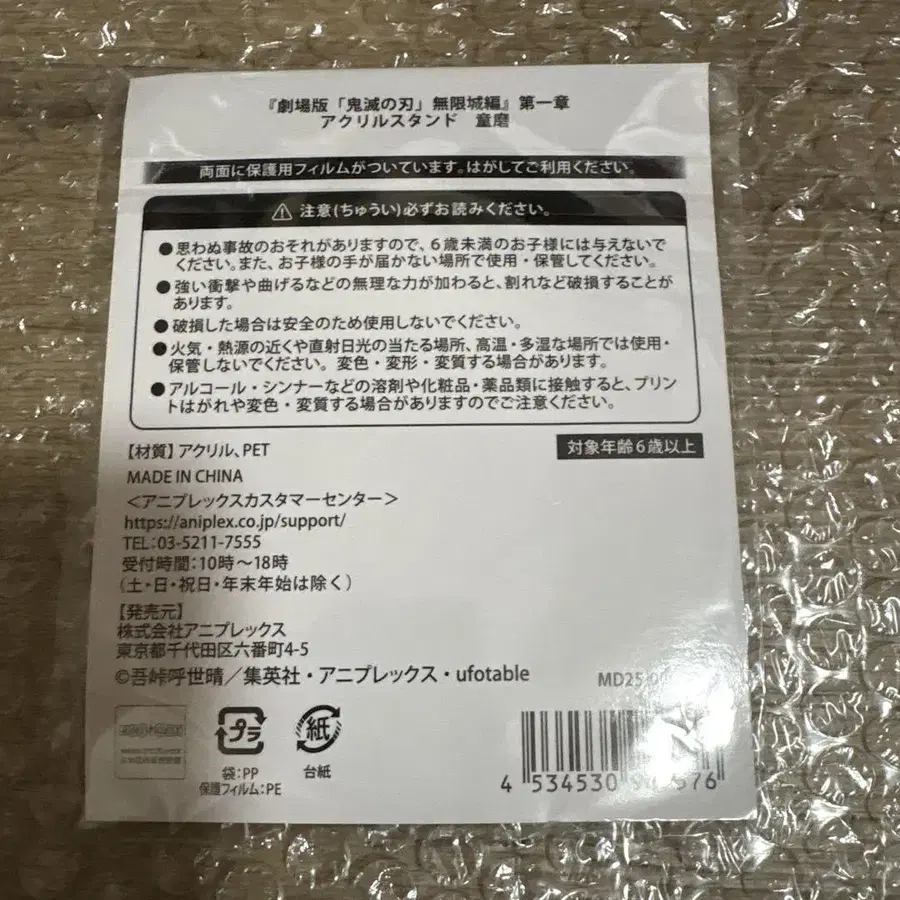 『劇場版「鬼滅の刃」無限城編』第一章
アクリルスタンド 童磨
両面に保護用フィルムがついています。はがしてご利用ください。
⚠ 注意(ちゅうい)必ずお読みください。
●思わぬ事故のおそれがありますので、6歳未満のお子様には与えないで
ください。また、お子様の手が届かない場所で使用・保管してください。
●強い衝撃や曲げるなどの無理な力が加わると、割れなど破損することが
あります。
●破損した場合は安全のため使用しないでください。
●火気・熱源の近くや直射日光の当たる場所、高温・多湿な場所では使用・
保管しないでください。変色・変形・変質する場合があります。
●アルコール・シンナーなどの溶剤や化粧品・薬品類に接触すると、プリン
トはがれや変色・変質する場合がありますのでご注意ください。
【材質】アクリル、PET
対象年齢6歳以上
MADE IN CHINA
＜アニプレックスカスタマーセンター＞
https://aniplex.co.jp/support/
TEL:03-5211-7555
受付時間:10時〜18時
(土・日・祝日・年末年始は除く)
【発売元】
株式会社アニプレックス
東京都千代田区六番町4-5
©吾峠呼世晴／集英社・アニプレックス・ufotable
MD25
プラ
紙
袋:PP
保護フィルム:PE
台紙
4 534530